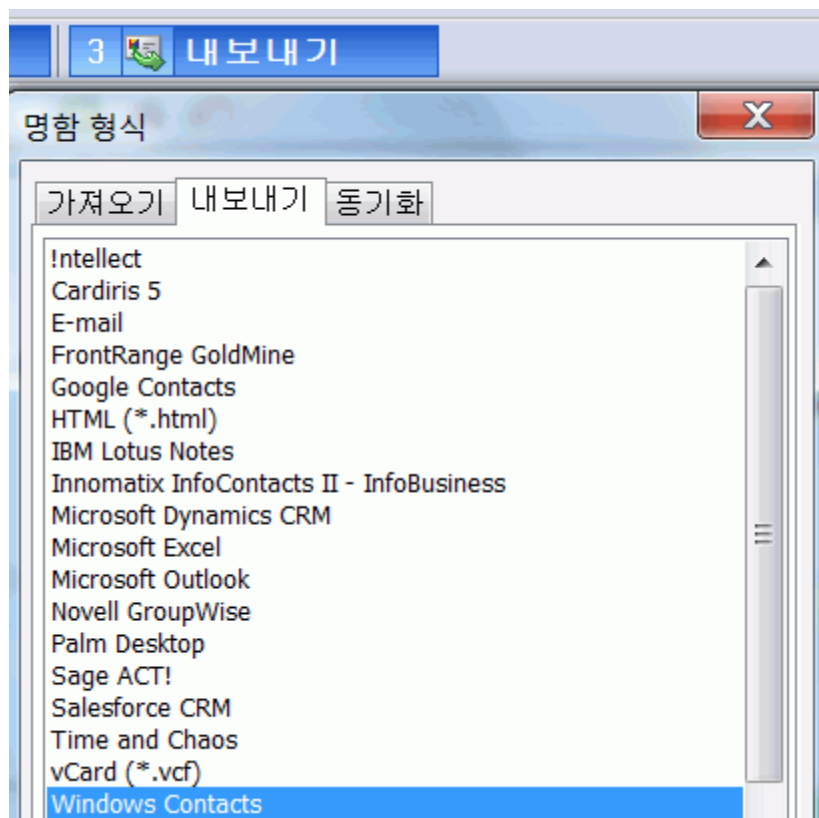 3 내보내기
명함 형식
가져오기 내보내기 동기화
!ntellect
Cardiris 5
E-mail
FrontRange GoldMine
Google Contacts
HTML (*.html)
IBM Lotus Notes
Innomatix InfoContacts II - InfoBusiness
Microsoft Dynamics CRM
Microsoft Excel
Microsoft Outlook
Novell GroupWise
Palm Desktop
Sage ACT!
Salesforce CRM
Time and Chaos
vCard (*.vcf)
Windows Contacts